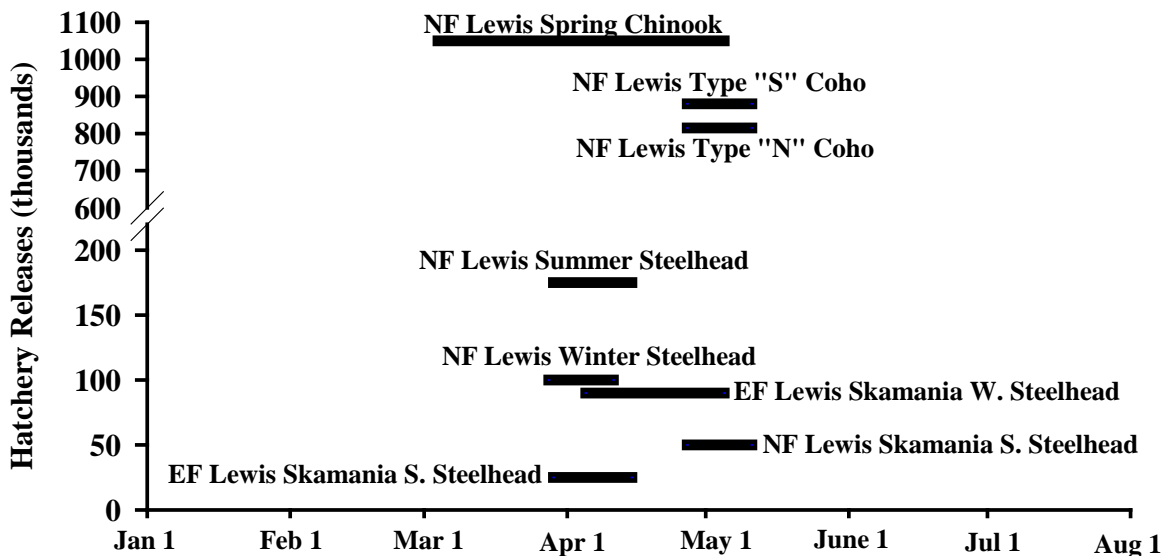 Hatchery Releases (thousands)
1100
1000
900
800
700
600
200
150
100
50
0
NF Lewis Spring Chinook
NF Lewis Type "S" Coho
NF Lewis Type "N" Coho
NF Lewis Summer Steelhead
NF Lewis Winter Steelhead
EF Lewis Skamania W. Steelhead
NF Lewis Skamania S. Steelhead
EF Lewis Skamania S. Steelhead
Jan 1 Feb 1 Mar 1 Apr 1 May 1 June 1 Jul 1 Aug 1